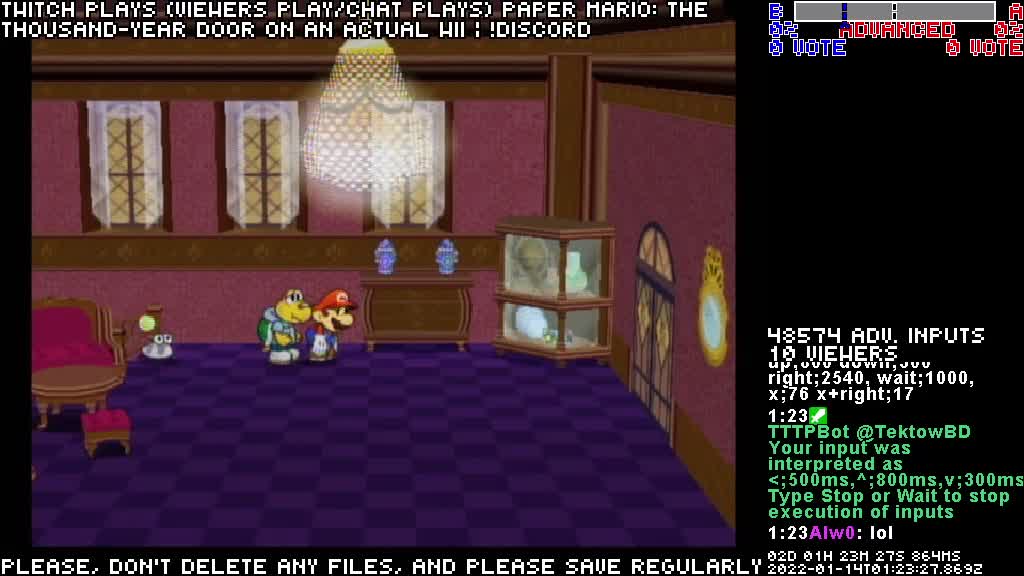 TWITCH PLAYS (VIEWERS PLAY/CHAT PLAYS) PAPER MARIO: THE
THOUSAND-YEAR DOOR ON AN ACTUAL WII | !DISCORD
B A
0% ADVANCED 0%
0 VOTE 0 VOTE
48574 ADV. INPUTS
10 VIEWERS
right;2540, wait;1000,
x;76 x+right;17
1:23
TTTPBot @TektowBD
Your input was
interpreted as
<;500ms,^;800ms,v;300ms
Type Stop or Wait to stop
execution of inputs
1:23Alw0: lol
02D 01H 23M 27S 864MS
PLEASE, DON'T DELETE ANY FILES, AND PLEASE SAVE REGULARLY
2022-01-14T01:23:27.869Z